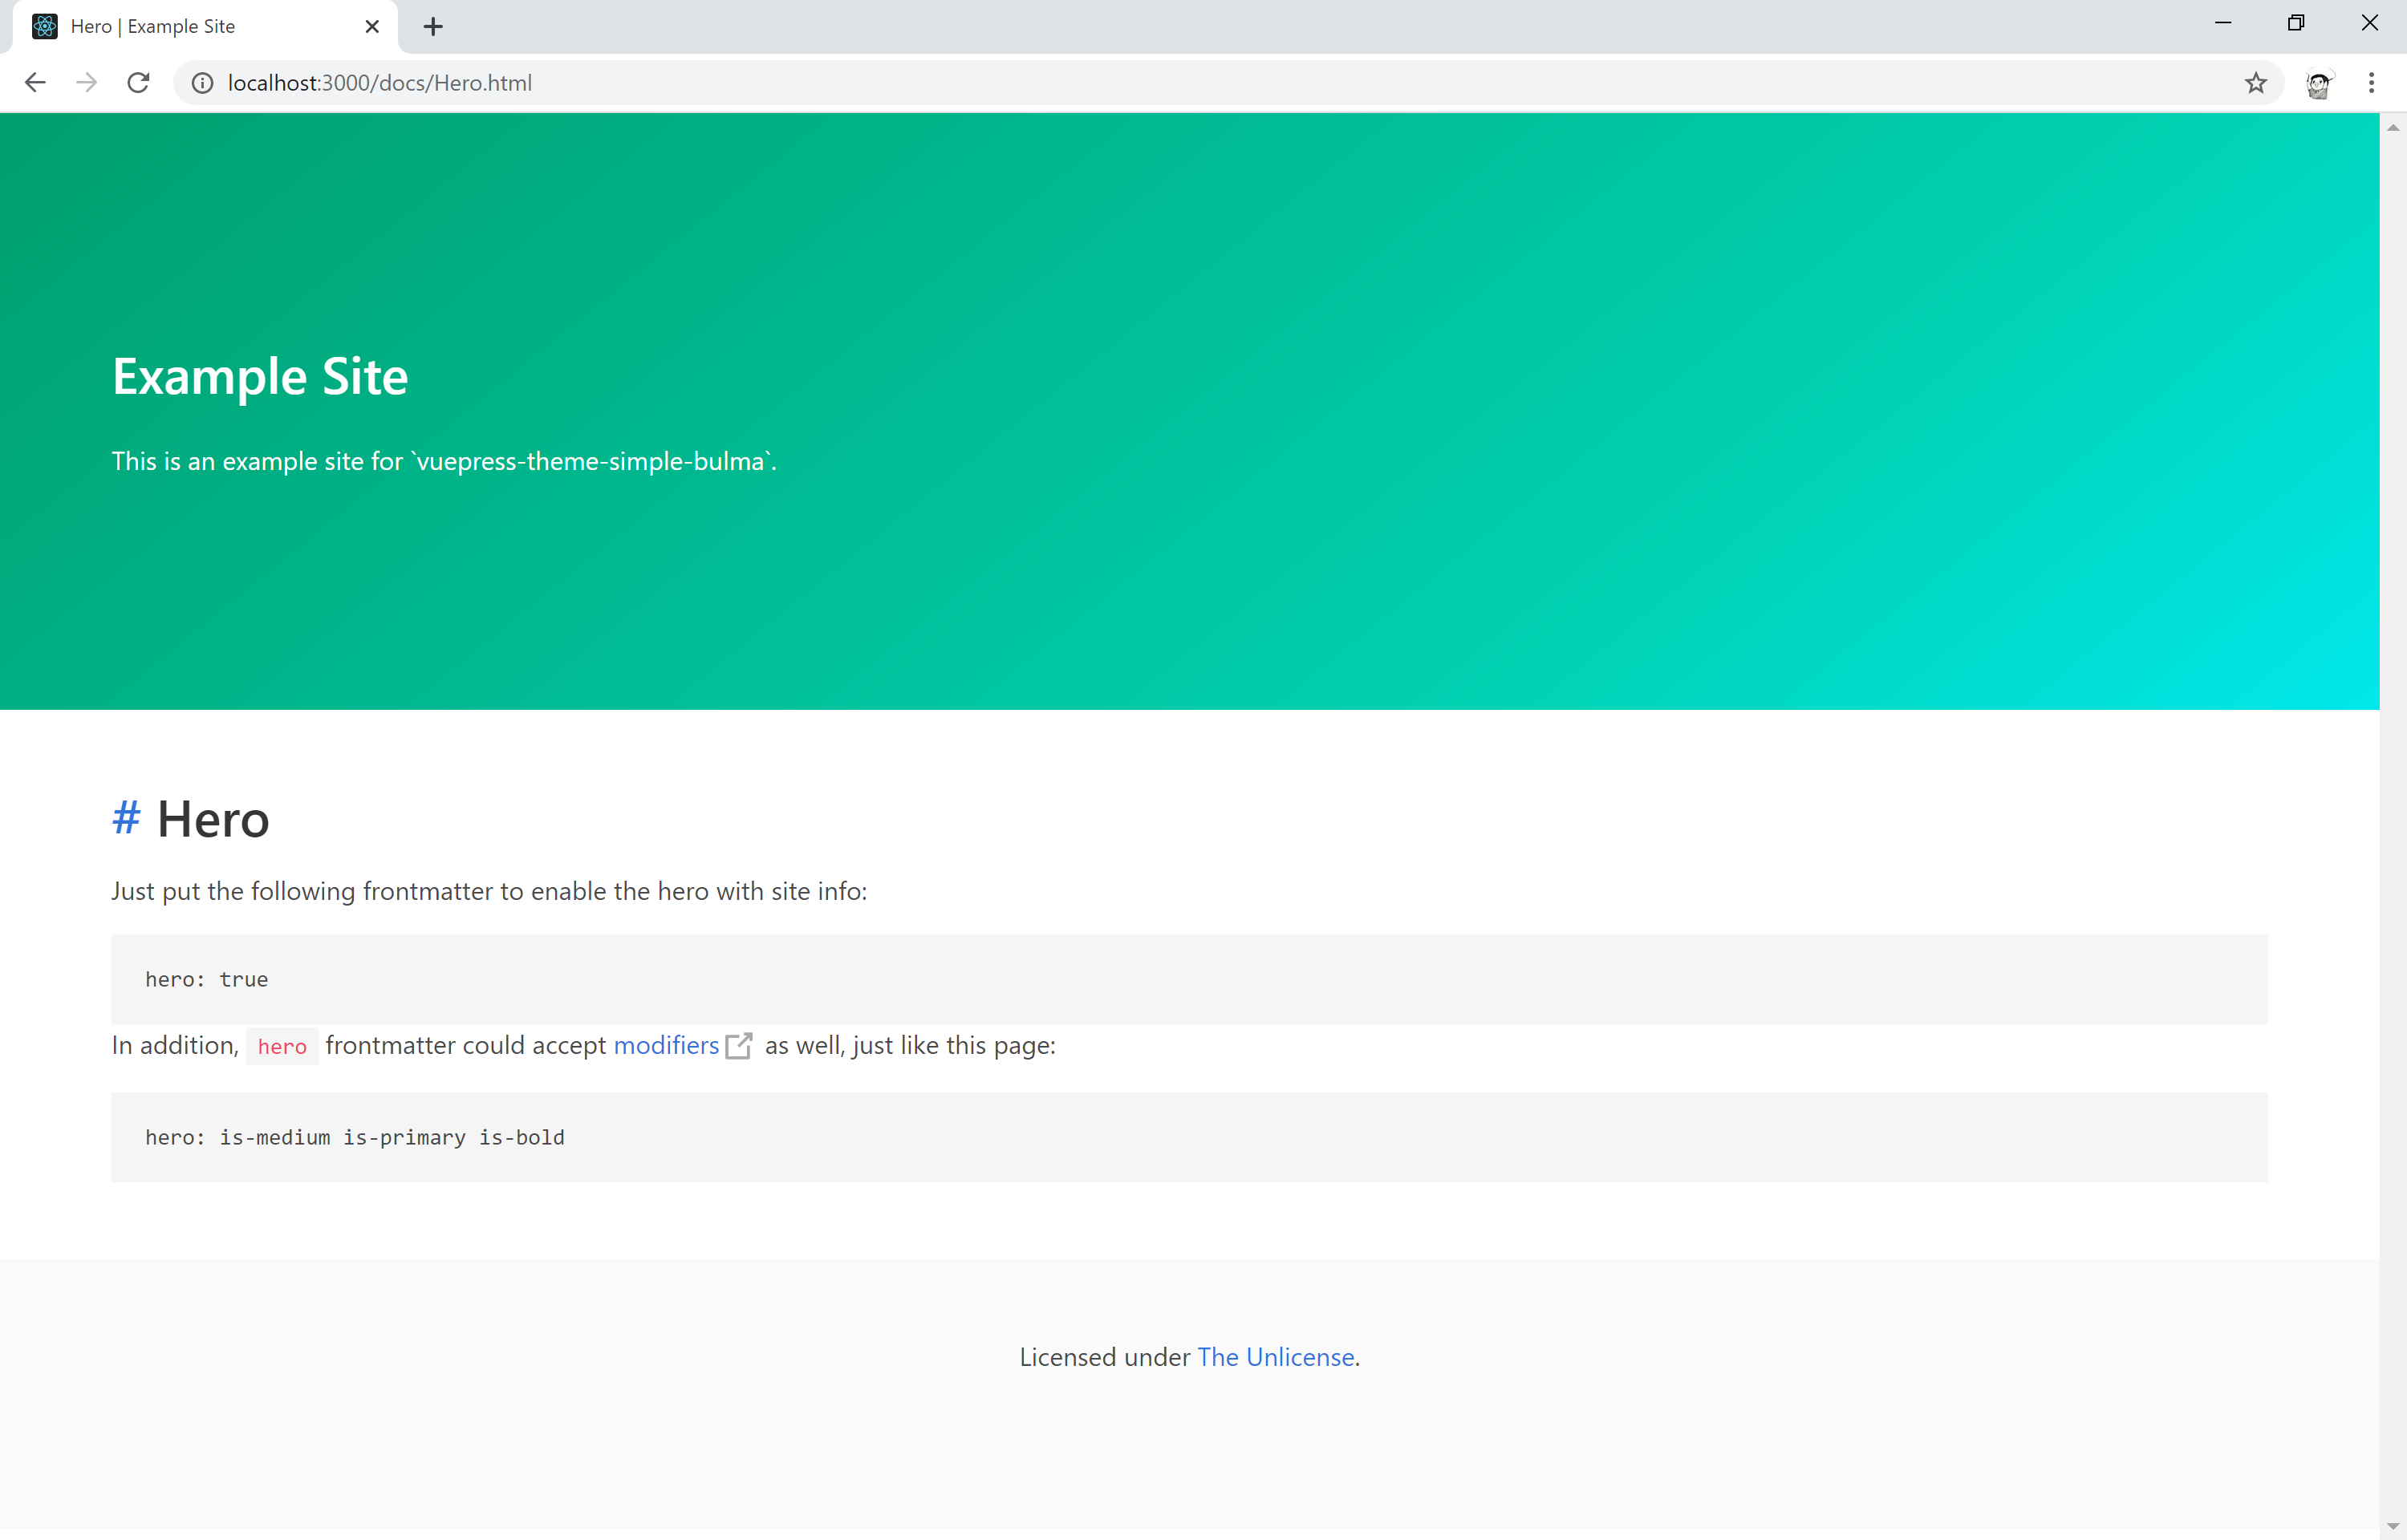 Hero | Example Site
localhost:3000/docs/Hero.html
Example Site
This is an example site for `vuepress-theme-simple-bulma`.
# Hero
Just put the following frontmatter to enable the hero with site info:
hero: true
In addition, hero frontmatter could accept modifiers as well, just like this page:
hero: is-medium is-primary is-bold
Licensed under The Unlicense.